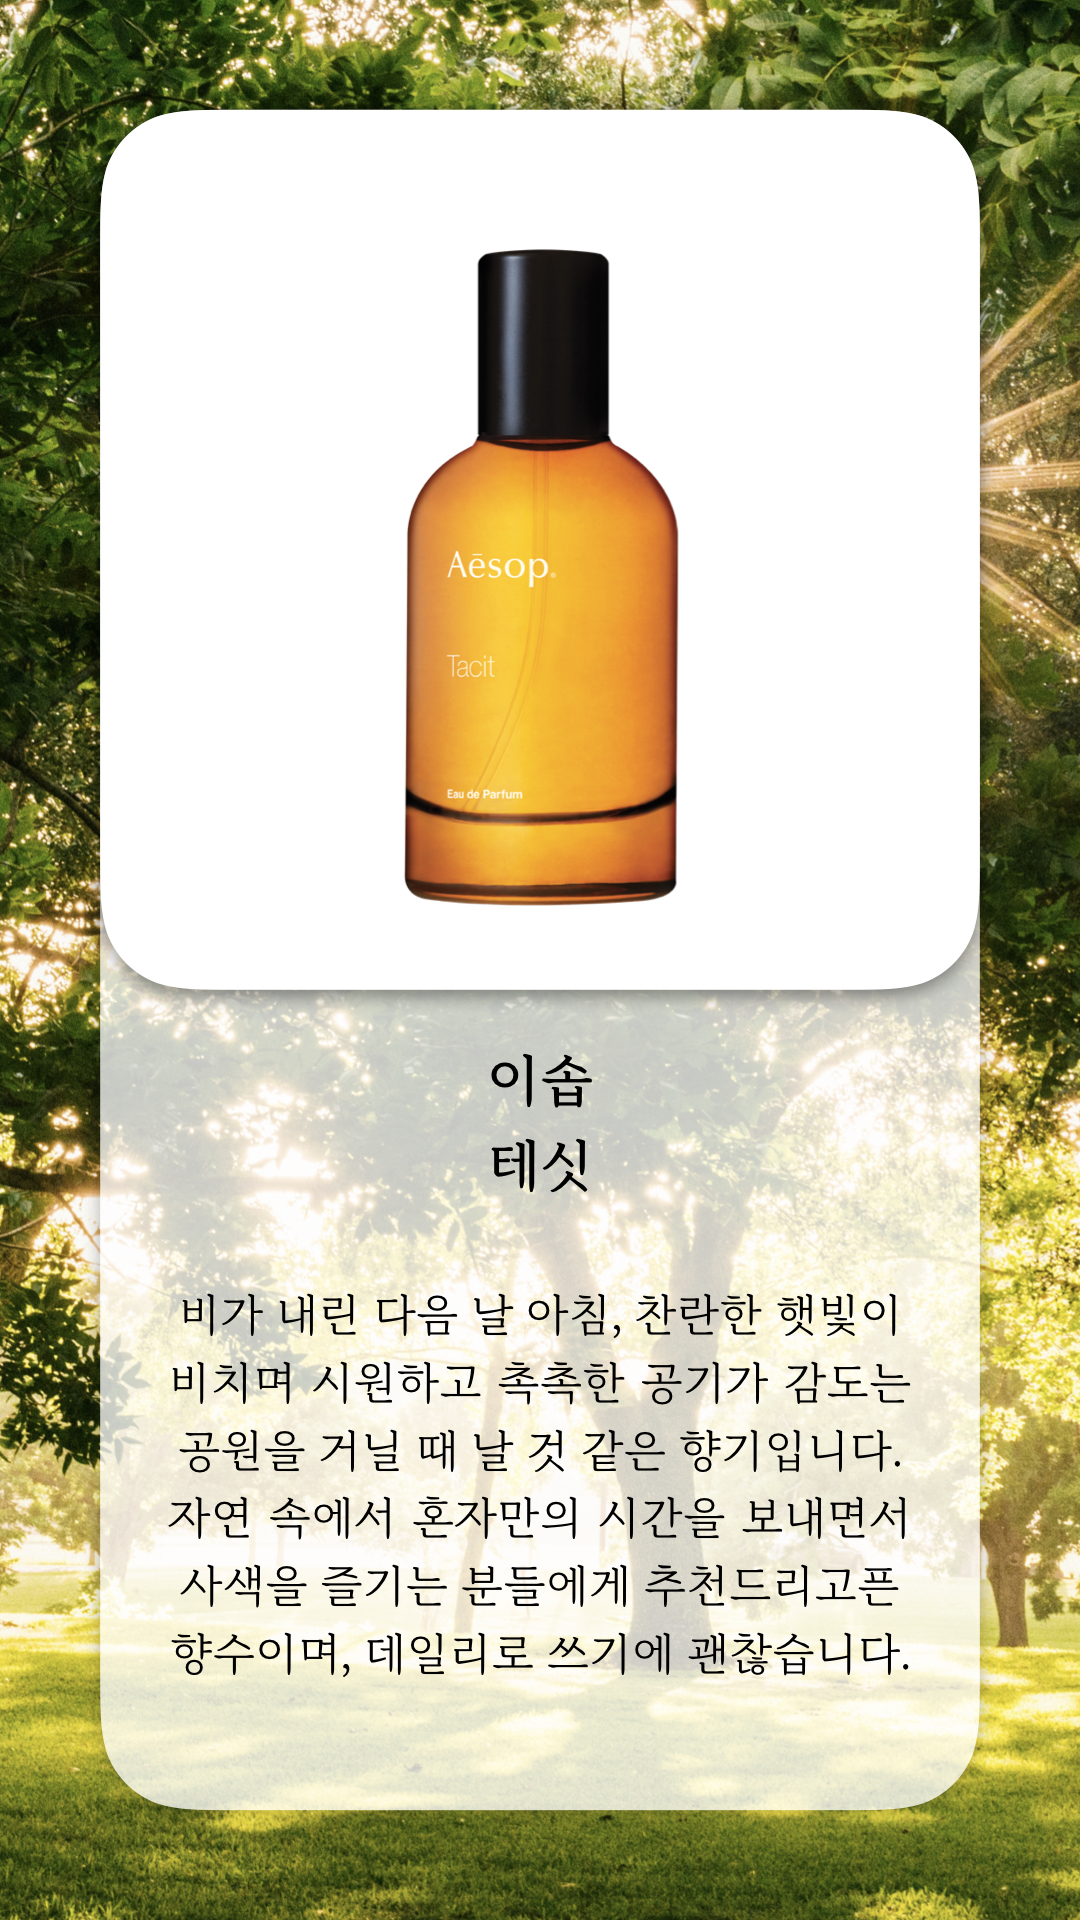 Aēsop®
Tacit
Eau de Parfum
이솝
테싯
비가 내린 다음 날 아침, 찬란한 햇빛이
비치며 시원하고 촉촉한 공기가 감도는
공원을 거닐 때 날 것 같은 향기입니다.
자연 속에서 혼자만의 시간을 보내면서
사색을 즐기는 분들에게 추천드리고픈
향수이며, 데일리로 쓰기에 괜찮습니다.